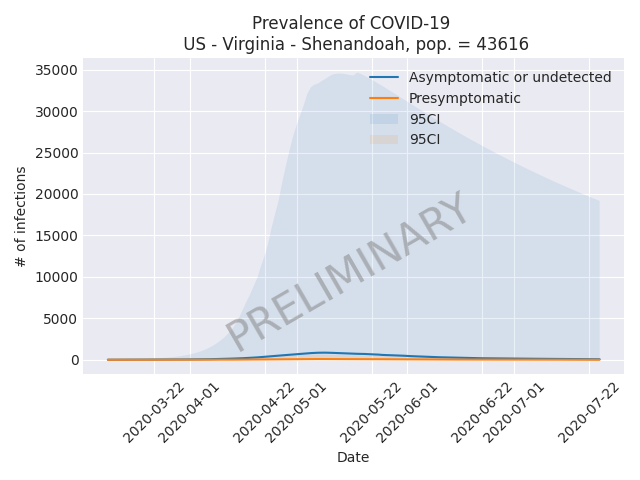 Prevalence of COVID-19
US - Virginia - Shenandoah, pop. = 43616
35000
30000
25000
20000
15000
10000
5000
0
# of infections
Asymptomatic or undetected
Presymptomatic
95CI
95CI
PRELIMINARY
2020-03-22
2020-04-01
2020-04-22
2020-05-01
2020-05-22
2020-06-01
2020-06-22
2020-07-01
2020-07-22
Date